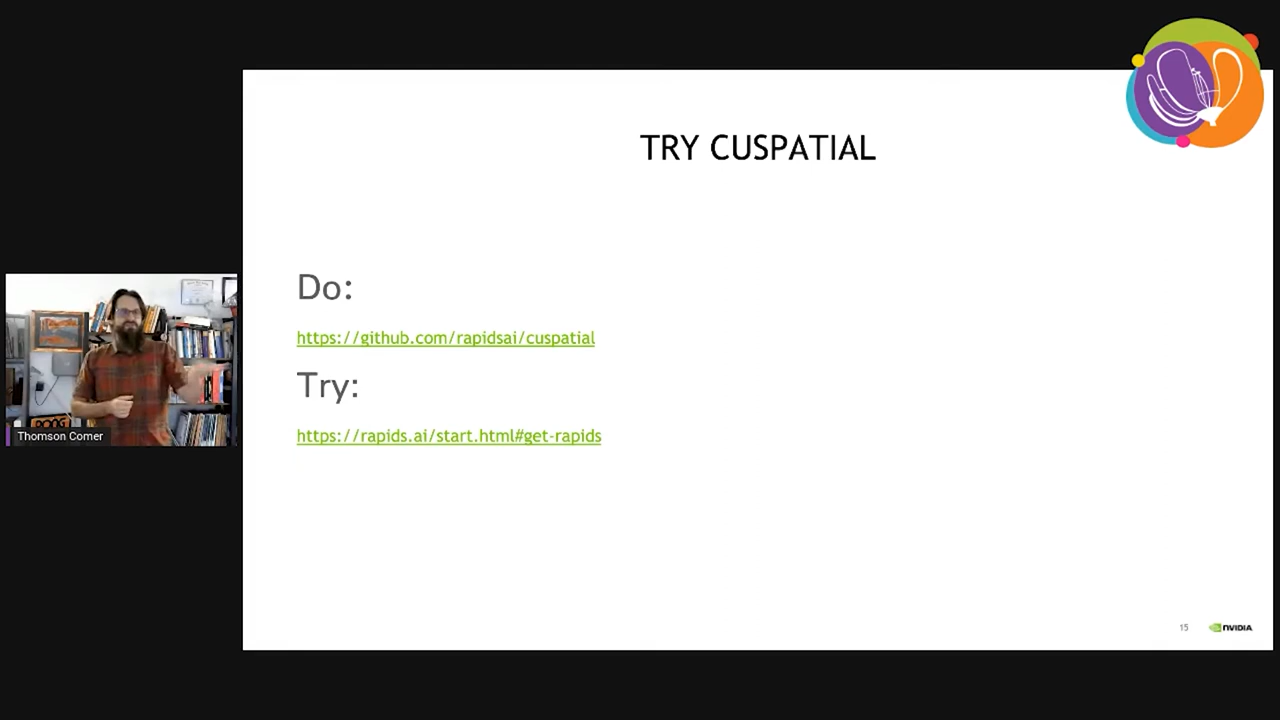 TRY CUSPATIAL
Do:
https://github.com/rapidsai/cuspatial
Try:
https://rapids.ai/start.html#get-rapids
Thomson Comer
15
NVIDIA